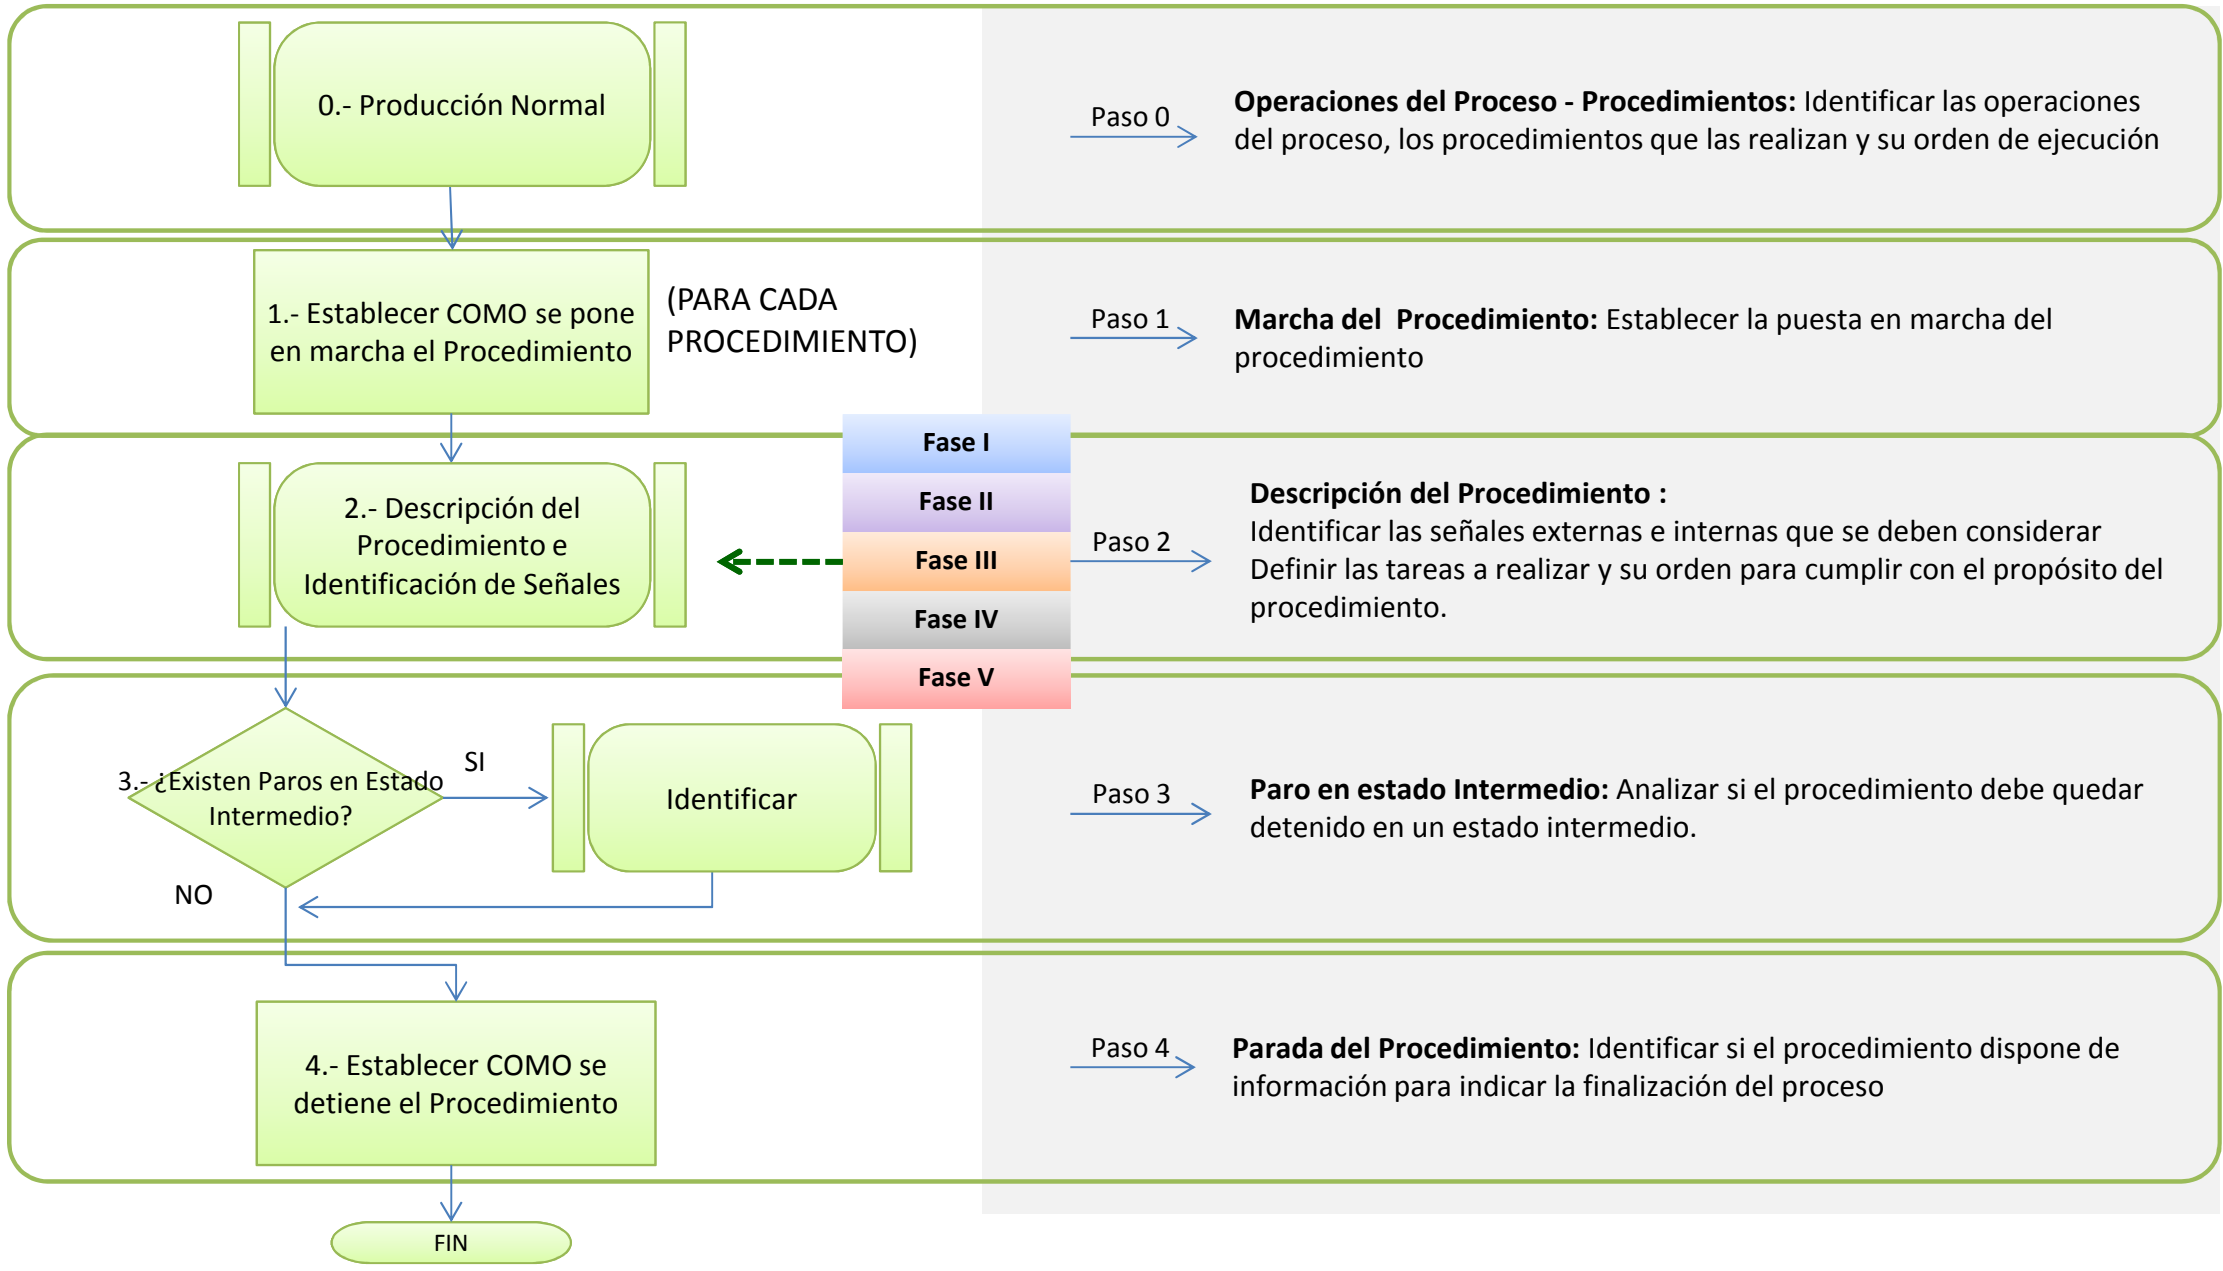 0.- Producción Normal
Paso 0
Operaciones del Proceso - Procedimientos: Identificar las operaciones
del proceso, los procedimientos que las realizan y su orden de ejecución
1.- Establecer COMO se pone
en marcha el Procedimiento
(PARA CADA
PROCEDIMIENTO)
Paso 1
Marcha del Procedimiento: Establecer la puesta en marcha del
procedimiento
2.- Descripción del
Procedimiento e
Identificación de Señales
Fase I
Fase II
Fase III
Fase IV
Fase V
Paso 2
Descripción del Procedimiento :
Identificar las señales externas e internas que se deben considerar
Definir las tareas a realizar y su orden para cumplir con el propósito del
procedimiento.
3.- ¿Existen Paros en Estado
Intermedio?
SI
NO
Identificar
Paso 3
Paro en estado Intermedio: Analizar si el procedimiento debe quedar
detenido en un estado intermedio.
4.- Establecer COMO se
detiene el Procedimiento
Paso 4
Parada del Procedimiento: Identificar si el procedimiento dispone de
información para indicar la finalización del proceso
FIN